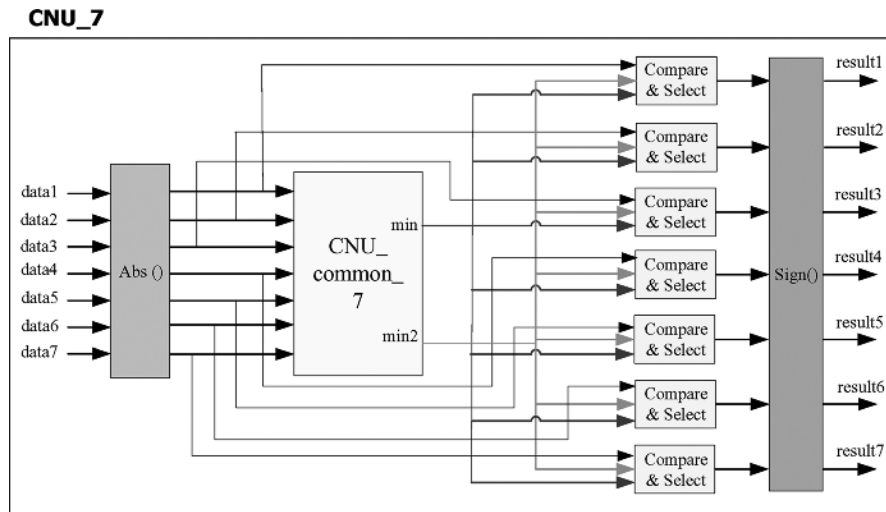 CNU_7
data1
data2
data3
data4
data5
data6
data7
Abs ()
CNU_
common_
7
min
min2
Compare
& Select
Compare
& Select
Compare
& Select
Compare
& Select
Compare
& Select
Compare
& Select
Compare
& Select
Sign()
result1
result2
result3
result4
result5
result6
result7